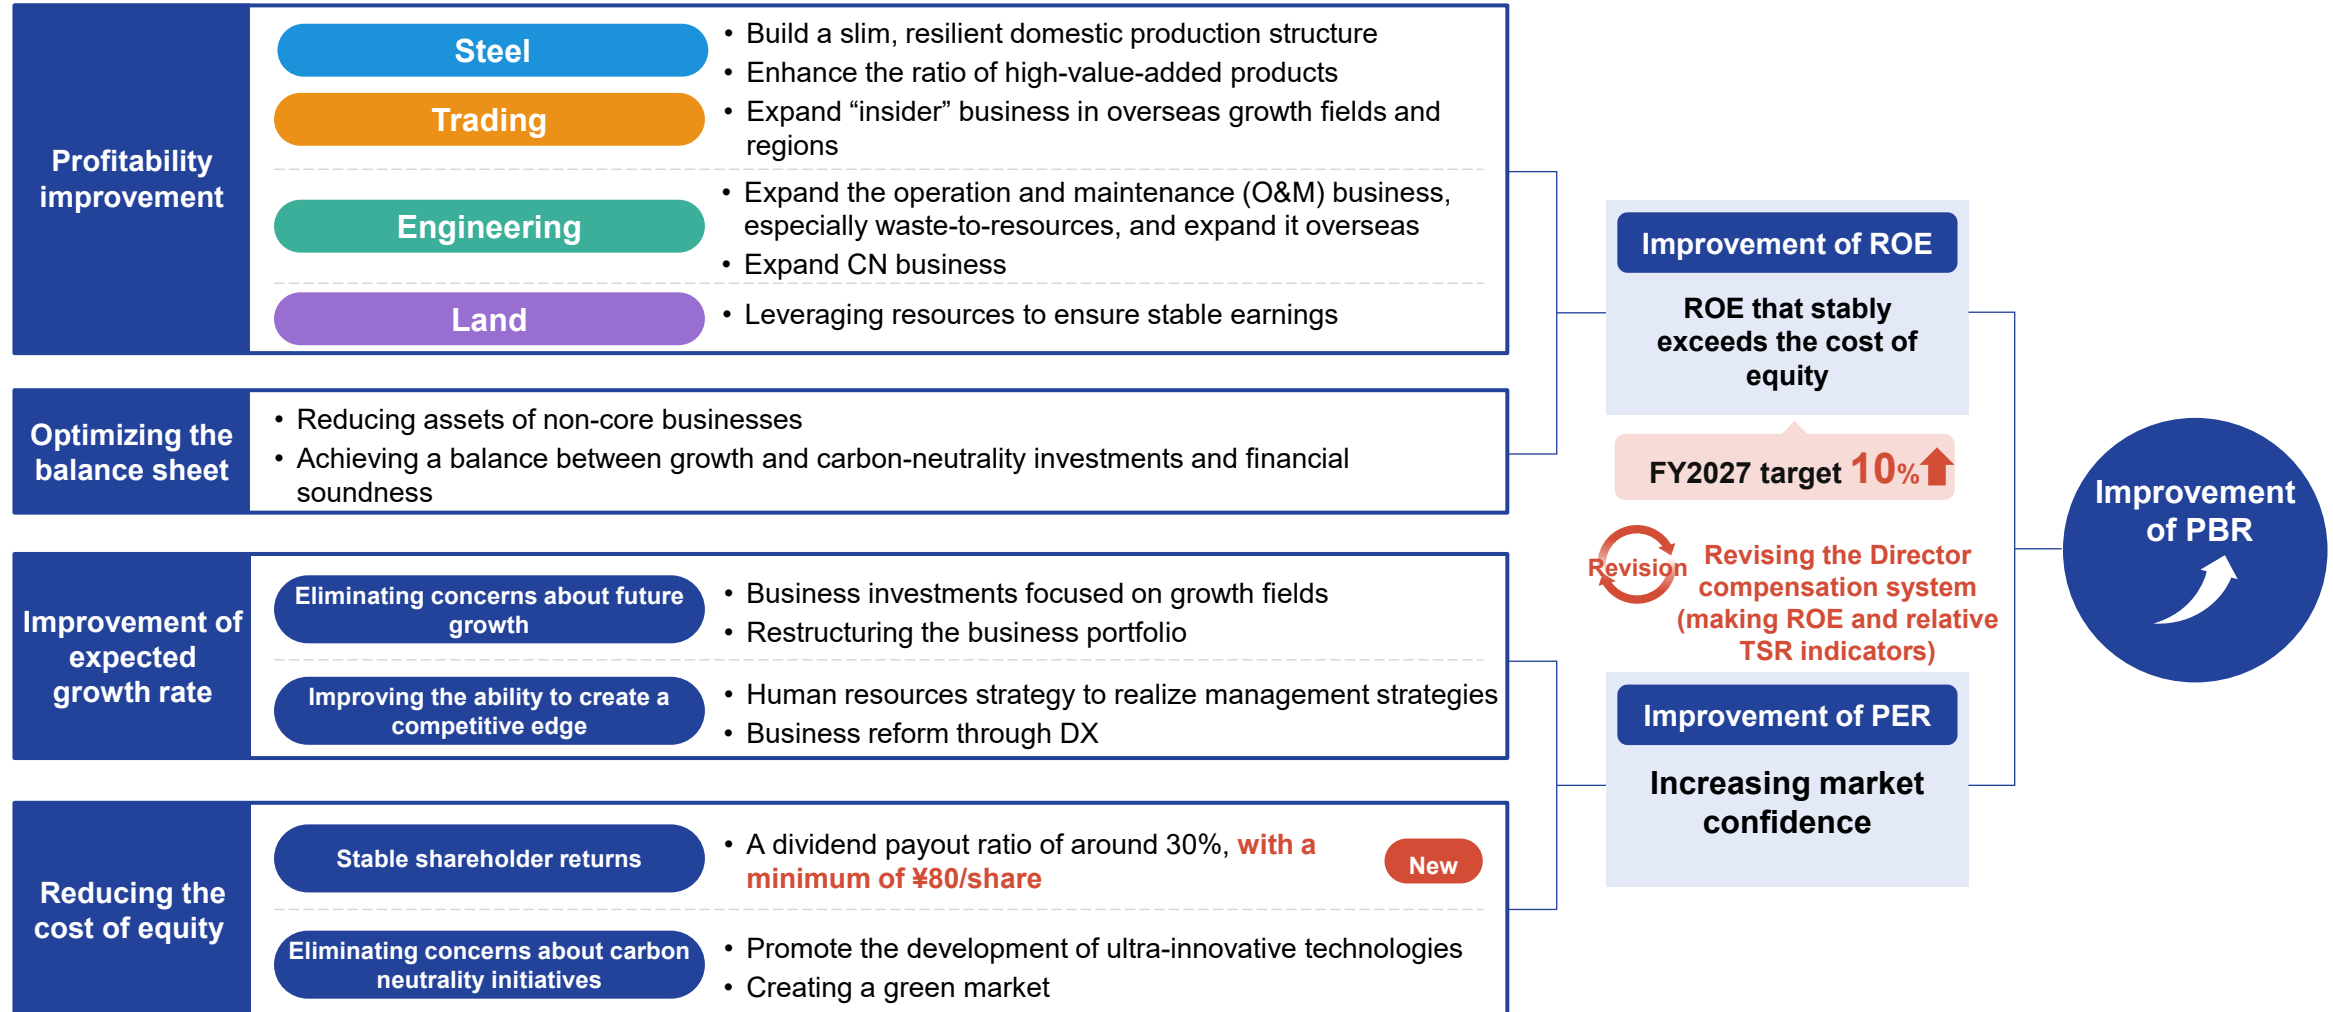 Profitability
improvement
Steel
Trading
• Build a slim, resilient domestic production structure
• Enhance the ratio of high-value-added products
• Expand “insider” business in overseas growth fields and
regions
Engineering
• Expand the operation and maintenance (O&M) business,
especially waste-to-resources, and expand it overseas
• Expand CN business
Land
• Leveraging resources to ensure stable earnings
Optimizing the
balance sheet
• Reducing assets of non-core businesses
• Achieving a balance between growth and carbon-neutrality investments and financial
soundness
Improvement of
expected
growth rate
Eliminating concerns about future
growth
• Business investments focused on growth fields
• Restructuring the business portfolio
Improving the ability to create a
competitive edge
• Human resources strategy to realize management strategies
• Business reform through DX
Reducing the
cost of equity
Stable shareholder returns
• A dividend payout ratio of around 30%, with a
minimum of ¥80/share
New
Eliminating concerns about carbon
neutrality initiatives
• Promote the development of ultra-innovative technologies
• Creating a green market
Improvement of ROE
ROE that stably
exceeds the cost of
equity
FY2027 target 10%
Revision
Revising the Director
compensation system
(making ROE and relative
TSR indicators)
Improvement of PER
Increasing market
confidence
Improvement
of PBR